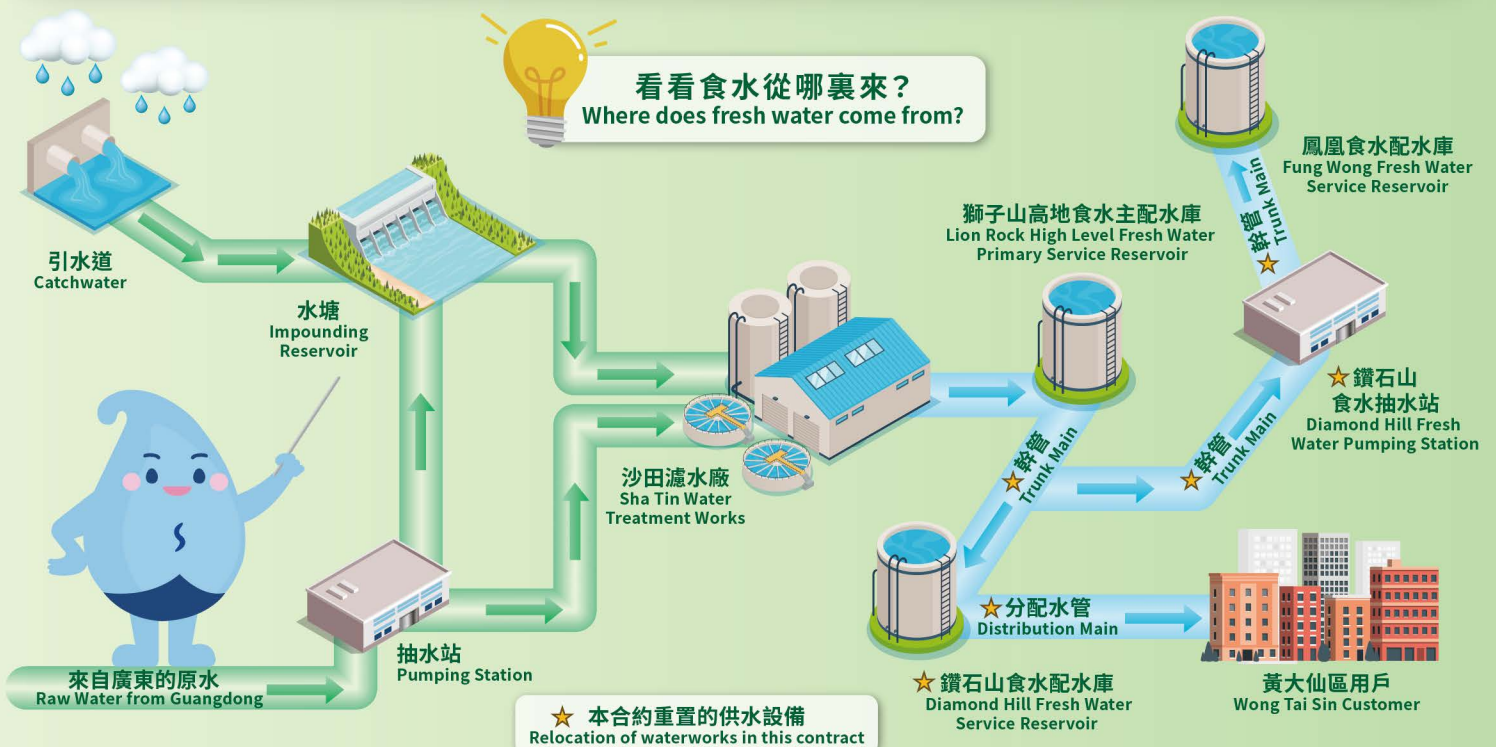 看看食水從哪裏來？
Where does fresh water come from?
引水道
Catchwater
水塘
Impounding
Reservoir
來自廣東的原水
Raw Water from Guangdong
抽水站
Pumping Station
沙田濾水廠
Sha Tin Water
Treatment Works
獅子山高地食水主配水庫
Lion Rock High Level Fresh Water
Primary Service Reservoir
幹管
Trunk Main
鑽石山食水配水庫
Diamond Hill Fresh Water
Service Reservoir
分配水管
Distribution Main
黃大仙區用戶
Wong Tai Sin Customer
幹管
Trunk Main
鑽石山
食水抽水站
Diamond Hill Fresh
Water Pumping Station
幹管
Trunk Main
鳳凰食水配水庫
Fung Wong Fresh Water
Service Reservoir
本合約重置的供水設備
Relocation of waterworks in this contract